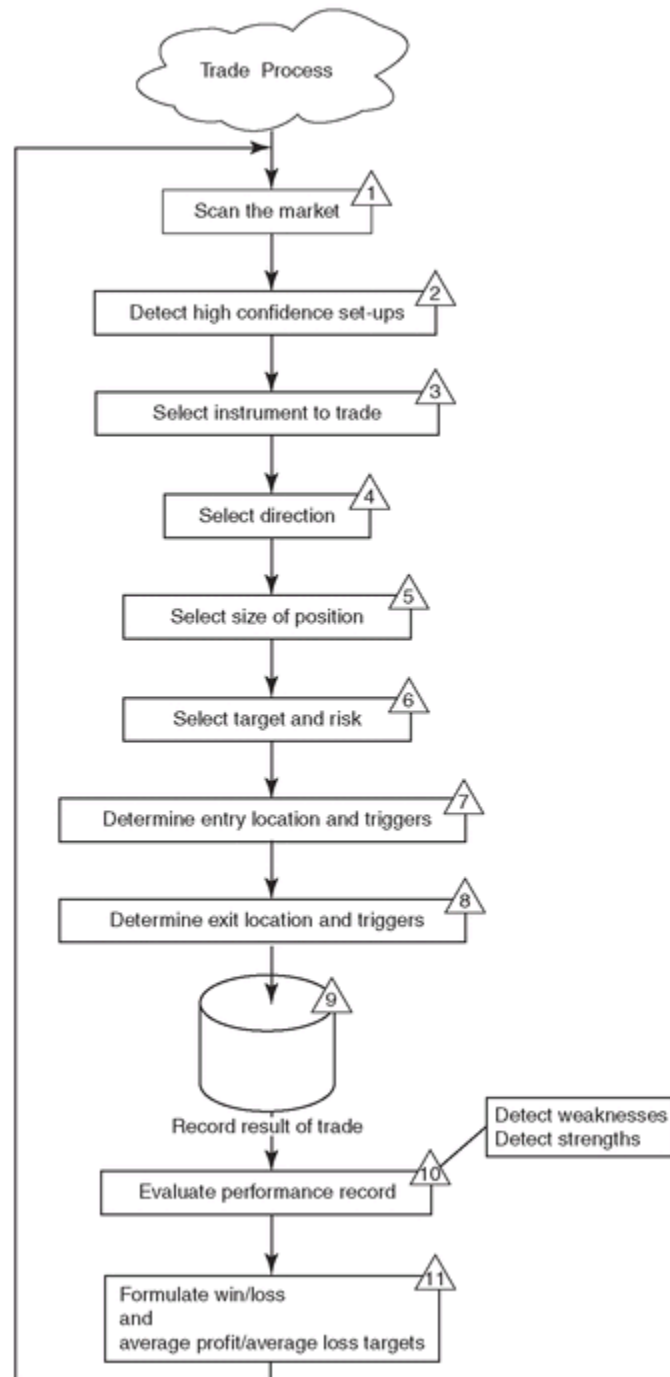 Trade Process
1
Scan the market
2
Detect high confidence set-ups
3
Select instrument to trade
4
Select direction
5
Select size of position
6
Select target and risk
7
Determine entry location and triggers
8
Determine exit location and triggers
9
Record result of trade
Detect weaknesses
Detect strengths
10
Evaluate performance record
11
Formulate win/loss
and
average profit/average loss targets